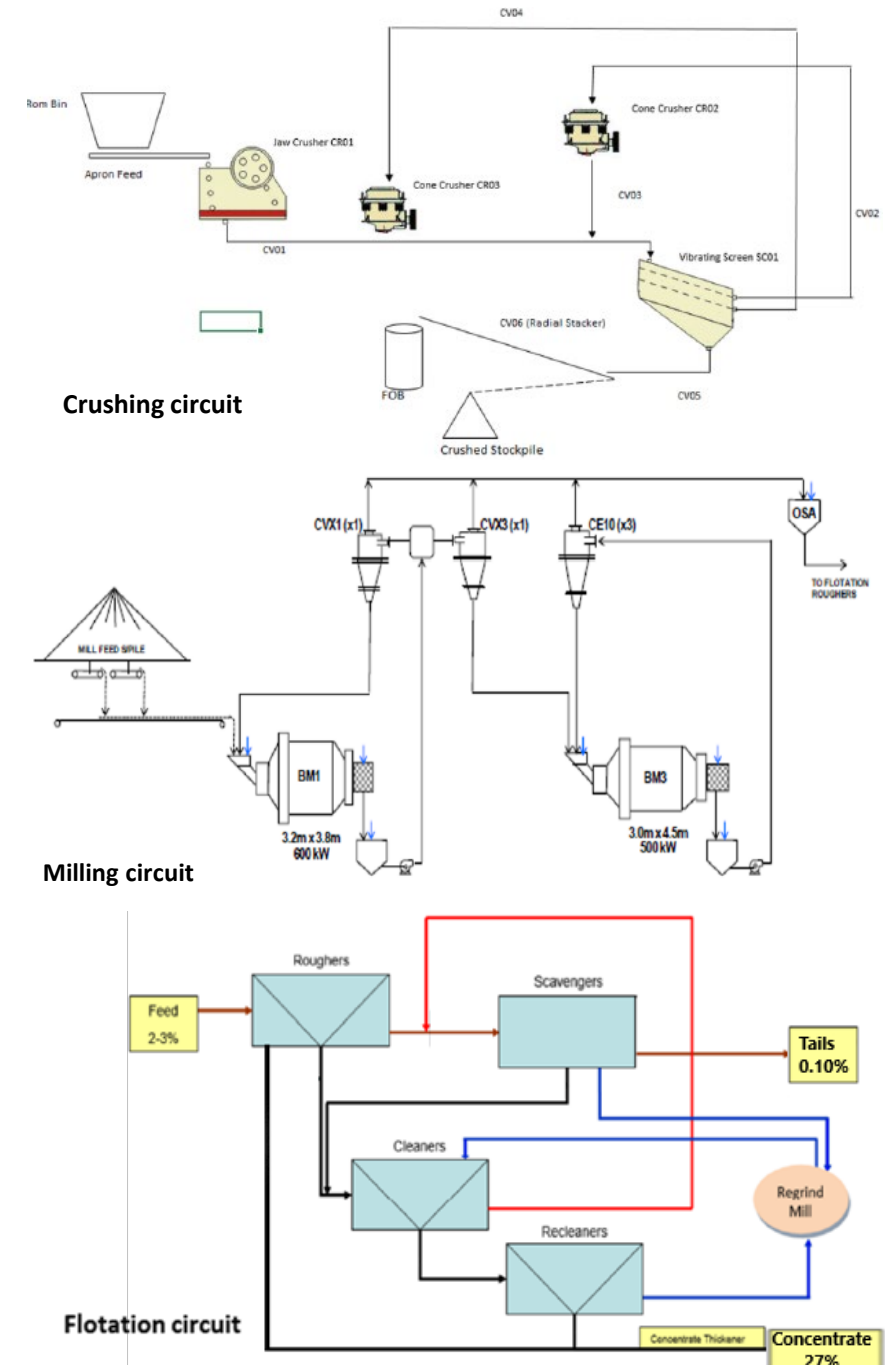 CV04
Rom Bin
Cone Crusher CR02
Jaw Crusher CR01
Apron Feed
Cone Crusher CR03
CV03
CV02
CV01
Vibrating Screen SC01
CV06 (Radial Stacker)
FOB
CV05
Crushing circuit
Crushed Stockpile
CVX1 (x1)
CVX3 (x1)
CE10 (x3)
OSA
TO FLOTATION
ROUGHERS
MILL FEED S/PILE
BM1
BM3
3.2m x 3.8m
600 kW
3.0m x 4.5m
500kW
Milling circuit
Roughers
Scavengers
Feed
2-3%
Tails
0.10%
Cleaners
Regrind
Mill
Recleaners
Flotation circuit
Concentrate Thickener
Concentrate
27%